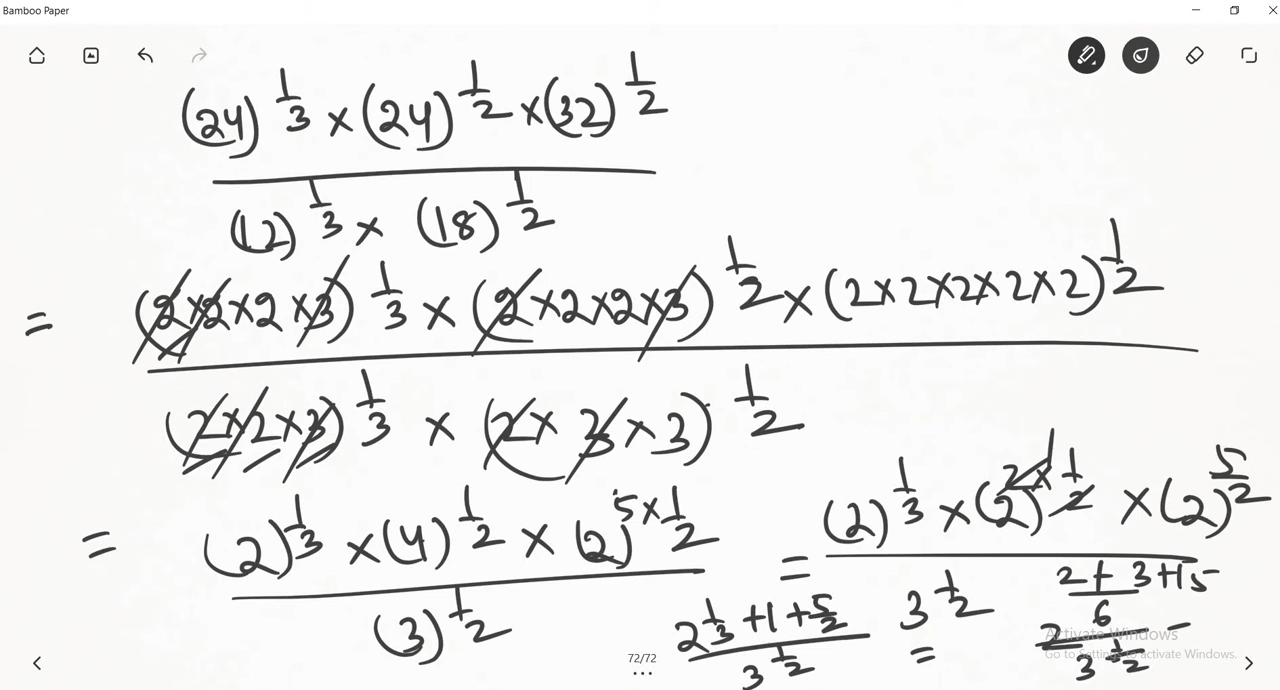 Bamboo Paper
(24)^1/3 × (24)^1/2 × (32)^1/2
(12)^1/3 × (18)^1/2
= (2×2×2×3)^1/3 × (2×2×2×3)^1/2 × (2×2×2×2×2)^1/2
(2×2×3)^1/3 × (2×3×3)^1/2
= (2)^1/3 × (4)^1/2 × (2)^5×1/2
(3)^1/2
= (2)^1/3 × (2)^2×1/2 × (2)^5/2
3^1/2
2^1/3+1+5/2
3^1/2
=
2 + 3 + 15
6
2
3^1/2
72/72
Activate Windows
Go to Settings to activate Windows.